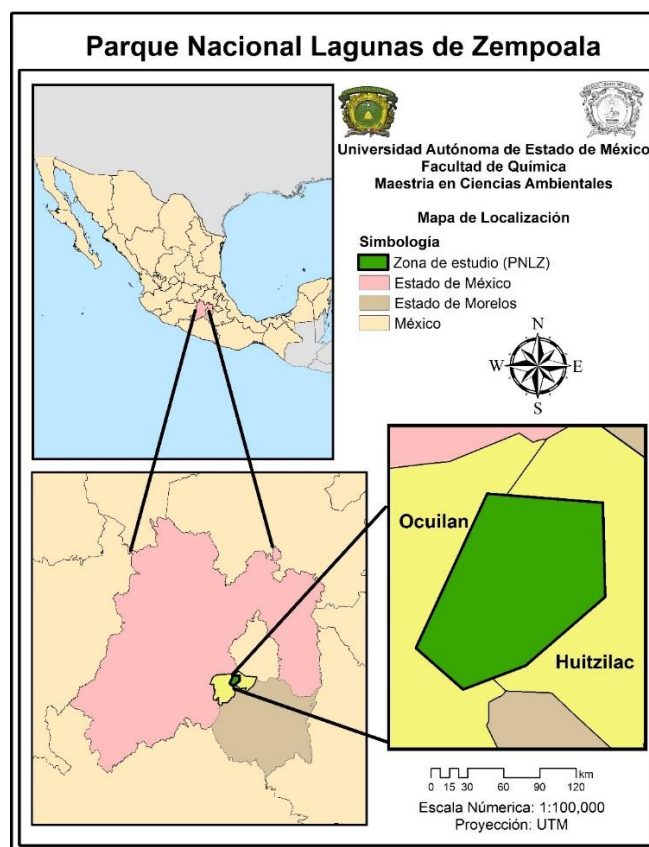 Parque Nacional Lagunas de Zempoala
Universidad Autónoma de Estado de México
Facultad de Química
Maestria en Ciencias Ambientales
Mapa de Localización
Simbología
Zona de estudio (PNLZ)
Estado de México
Estado de Morelos
México
N
W
E
S
Ocuilan
Huitzilac
0 15 30 60 90 120 km
Escala Númerica: 1:100,000
Proyección: UTM